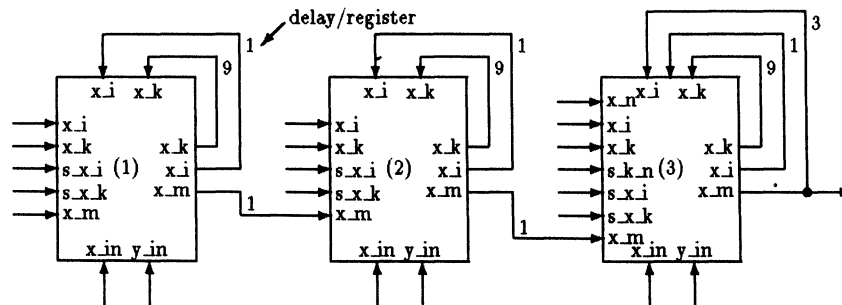 delay/register
1
9
x_i x_k
x_i
x_k
s_x_i (1)
s_x_k
x_m
x_k
x_i
x_m
x_in y_in
1
1
9
x_i x_k
x_i
x_k
s_x_i (2)
s_x_k
x_m
x_k
x_i
x_m
x_in y_in
1
3
1
9
x_i x_k
x_n
x_i
x_k
s_k_n (3)
s_x_i
s_x_k
x_m
x_k
x_i
x_m
x_in y_in